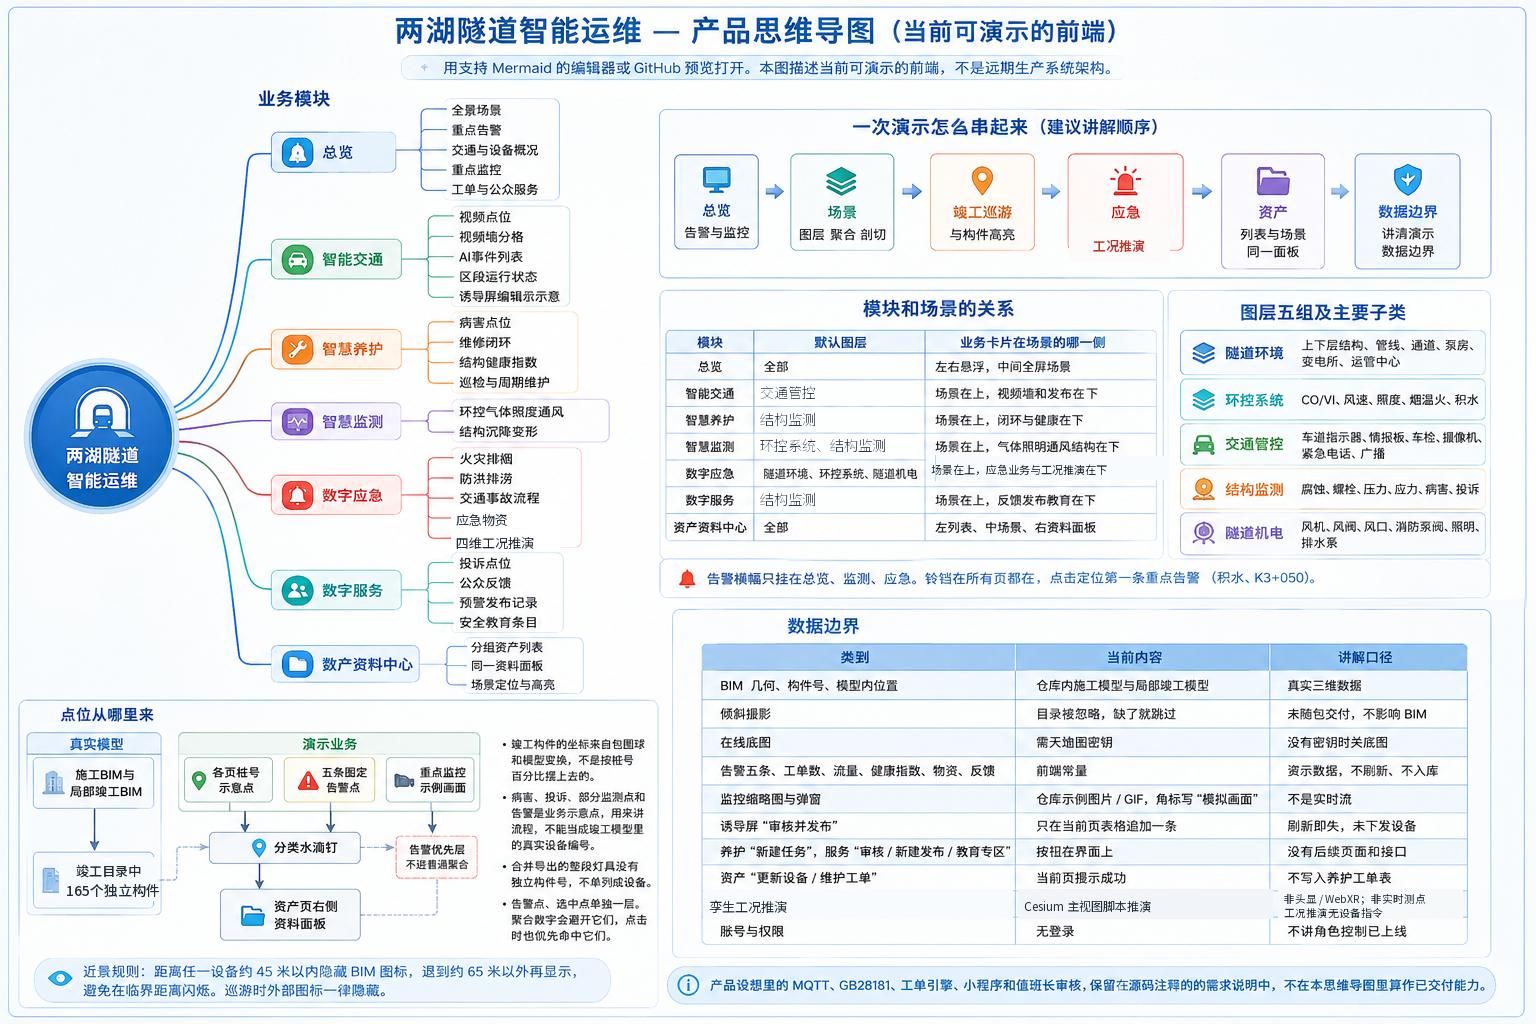 两湖隧道智能运维 — 产品思维导图（当前可演示的前端）
用支持 Mermaid 的编辑器或 GitHub 预览打开。本图描述当前可演示的前端，不是远期生产系统架构。
业务模块
两湖隧道
智能运维
总览
全景场景
重点告警
交通与设备概况
重点监控
工单与公众服务
智能交通
视频点位
视频墙分格
AI事件列表
区段运行状态
诱导屏编辑示示意
智慧养护
病害点位
维修闭环
结构健康指数
巡检与周期维护
智慧监测
环控气体照度通风
结构沉降变形
数字应急
火灾排烟
防洪排涝
交通事故流程
应急物资
四维工况推演
数字服务
投诉点位
公众反馈
预警发布记录
安全教育条目
数产资料中心
分组资产列表
同一资料面板
场景定位与高亮
一次演示怎么串起来（建议讲解顺序）
总览
告警与监控
场景
图层 聚合 剖切
竣工巡游
与构件高亮
应急
工况推演
资产
列表与场景
同一面板
数据边界
讲清演示
数据边界
模块和场景的关系
模块 默认图层 业务卡片在场景的哪一侧
总览 全部 左右悬浮，中间全屏场景
智能交通 交通管控 场景在上，视频墙和发布在下
智慧养护 结构监测 场景在上，闭环与健康在下
智慧监测 环控系统、结构监测 场景在上，气体照明通风结构在下
数字应急 隧道环境、环控系统、隧道机电 场景在上，应急业务与工况推演在下
数字服务 结构监测 场景在上，反馈发布教育在下
资产资料中心 全部 左列表、中场景、右资料面板
图层五组及主要子类
隧道环境
上下层结构、管线、通道、泵房、
变电所、运管中心
环控系统
CO/VI、风速、照度、烟温火、积水
交通管控
车道指示器、情报板、车检、摄像机、
紧急电话、广播
结构监测
腐蚀、螺栓、压力、应力、病害、投诉
隧道机电
风机、风阀、风口、消防泵阀、照明、
排水泵
告警横幅只挂在总览、监测、应急。铃铛在所有页都在，点击定位第一条重点告警 （积水、K3+050）。
数据边界
类到 当前内容 讲解口径
BIM 几何、构件号、模型内位置 仓库内施工模型与局部竣工模型 真实三维数据
倾斜摄影 目录被忽略，缺了就跳过 未随包交付，不影响 BIM
在线底图 需天地图密钥 没有密钥时关底图
告警五条、工单数、流量、健康指数、物资、反馈 前端常量 资示数据，不刷新、不入库
监控缩略图与弹窗 仓库示例图片 / GIF，角标写“模拟画面” 不是实时流
诱导屏 “审核并发布” 只在当前页表格追加一条 刷新即失，未下发设备
养护 “新建任务”，服务 “审核 / 新建发布 / 教育专区” 按钮在界面上 没有后续页面和接口
资产 “更新设备 / 维护工单” 当前页提示成功 不写入养护工单表
孪生工况推演 Cesium 主视图脚本推演 非头显 / WebXR；非实时测点
工况推演无设备指令
账号与权限 无登录 不讲角色控制已上线
点位从哪里来
真实模型
施工BIM与
局部竣工BIM
竣工目录中
165个独立构件
演示业务
各页桩号
示意点
五条固定
告警点
重点监控
示例画面
分类水滴钉
告警优先层
不进普通聚合
资产页右侧
资料面板
• 竣工构件的坐标来自包围球
和模型变换，不是按桩号
百分比摆上去的。
• 病害、投诉、部分监测点和
告警是业务示意点，用来讲
流程，不能当成竣工模型里
的真实设备编号。
• 合并导出的整段灯具没有
独立构件号，不单列成设备。
• 告警点、选中点单独一层。
聚合数字会避开它们，点击
时也优先命中它们。
近景规则：距离任一设备约 45 米以内隐藏 BIM 图标，退到约 65 米以外再显示，
避免在临界距离闪烁。巡游时外部图标一律隐藏。
产品设想里的 MQTT、GB28181、工单引擎、小程序和值班长审核，保留在源码注释的的需求说明中，不在本思维导图里算作已交付能力。